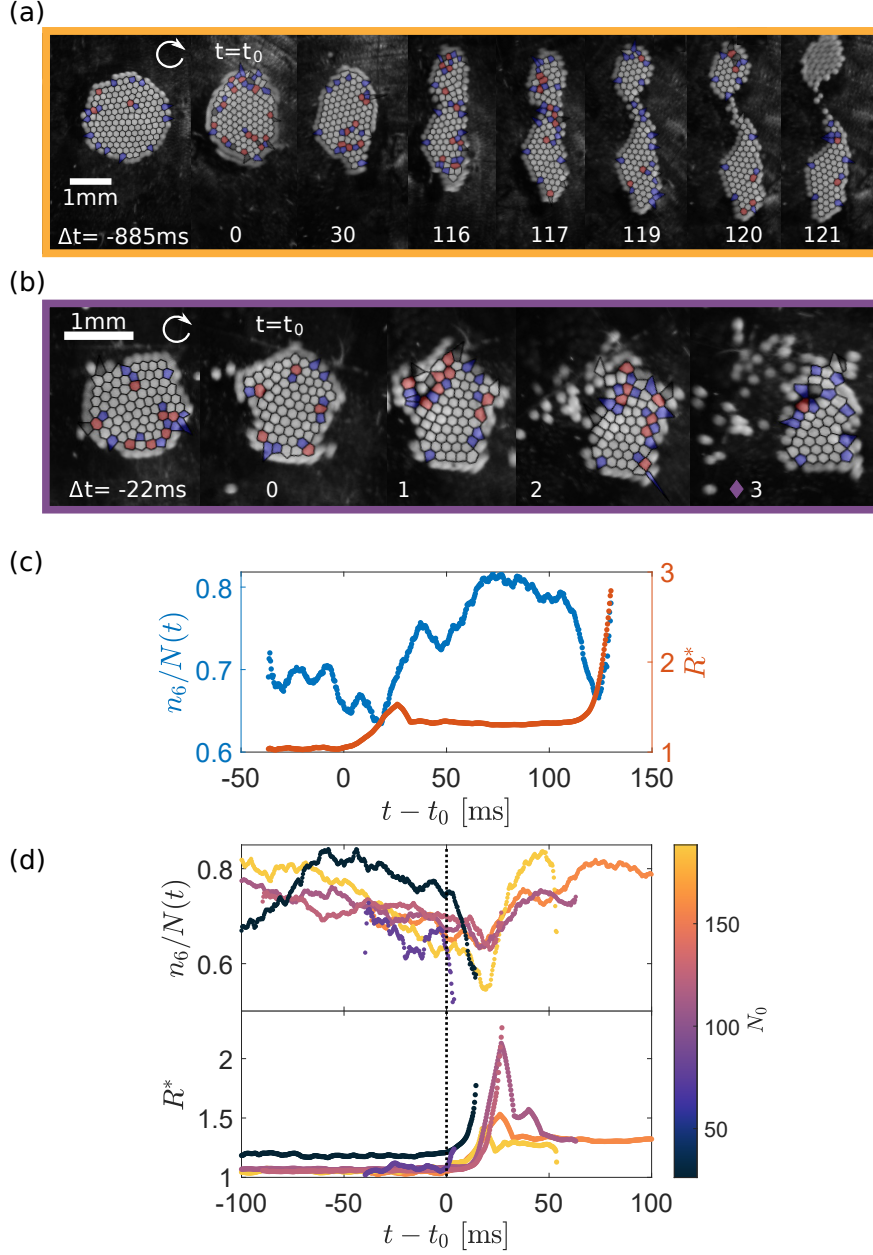 (a)
t=t₀
1mm
Δt= -885ms 0 30 116 117 119 120 121
(b)
1mm
t=t₀
Δt= -22ms 0 1 2 3
(c)
0.8
0.7
0.6
n₆/N(t)
3
2
1
R*
-50 0 50 100 150
t − t₀ [ms]
(d)
0.8
0.6
n₆/N(t)
2
1.5
1
R*
-100 -50 0 50 100
t − t₀ [ms]
150
100
50
N₀